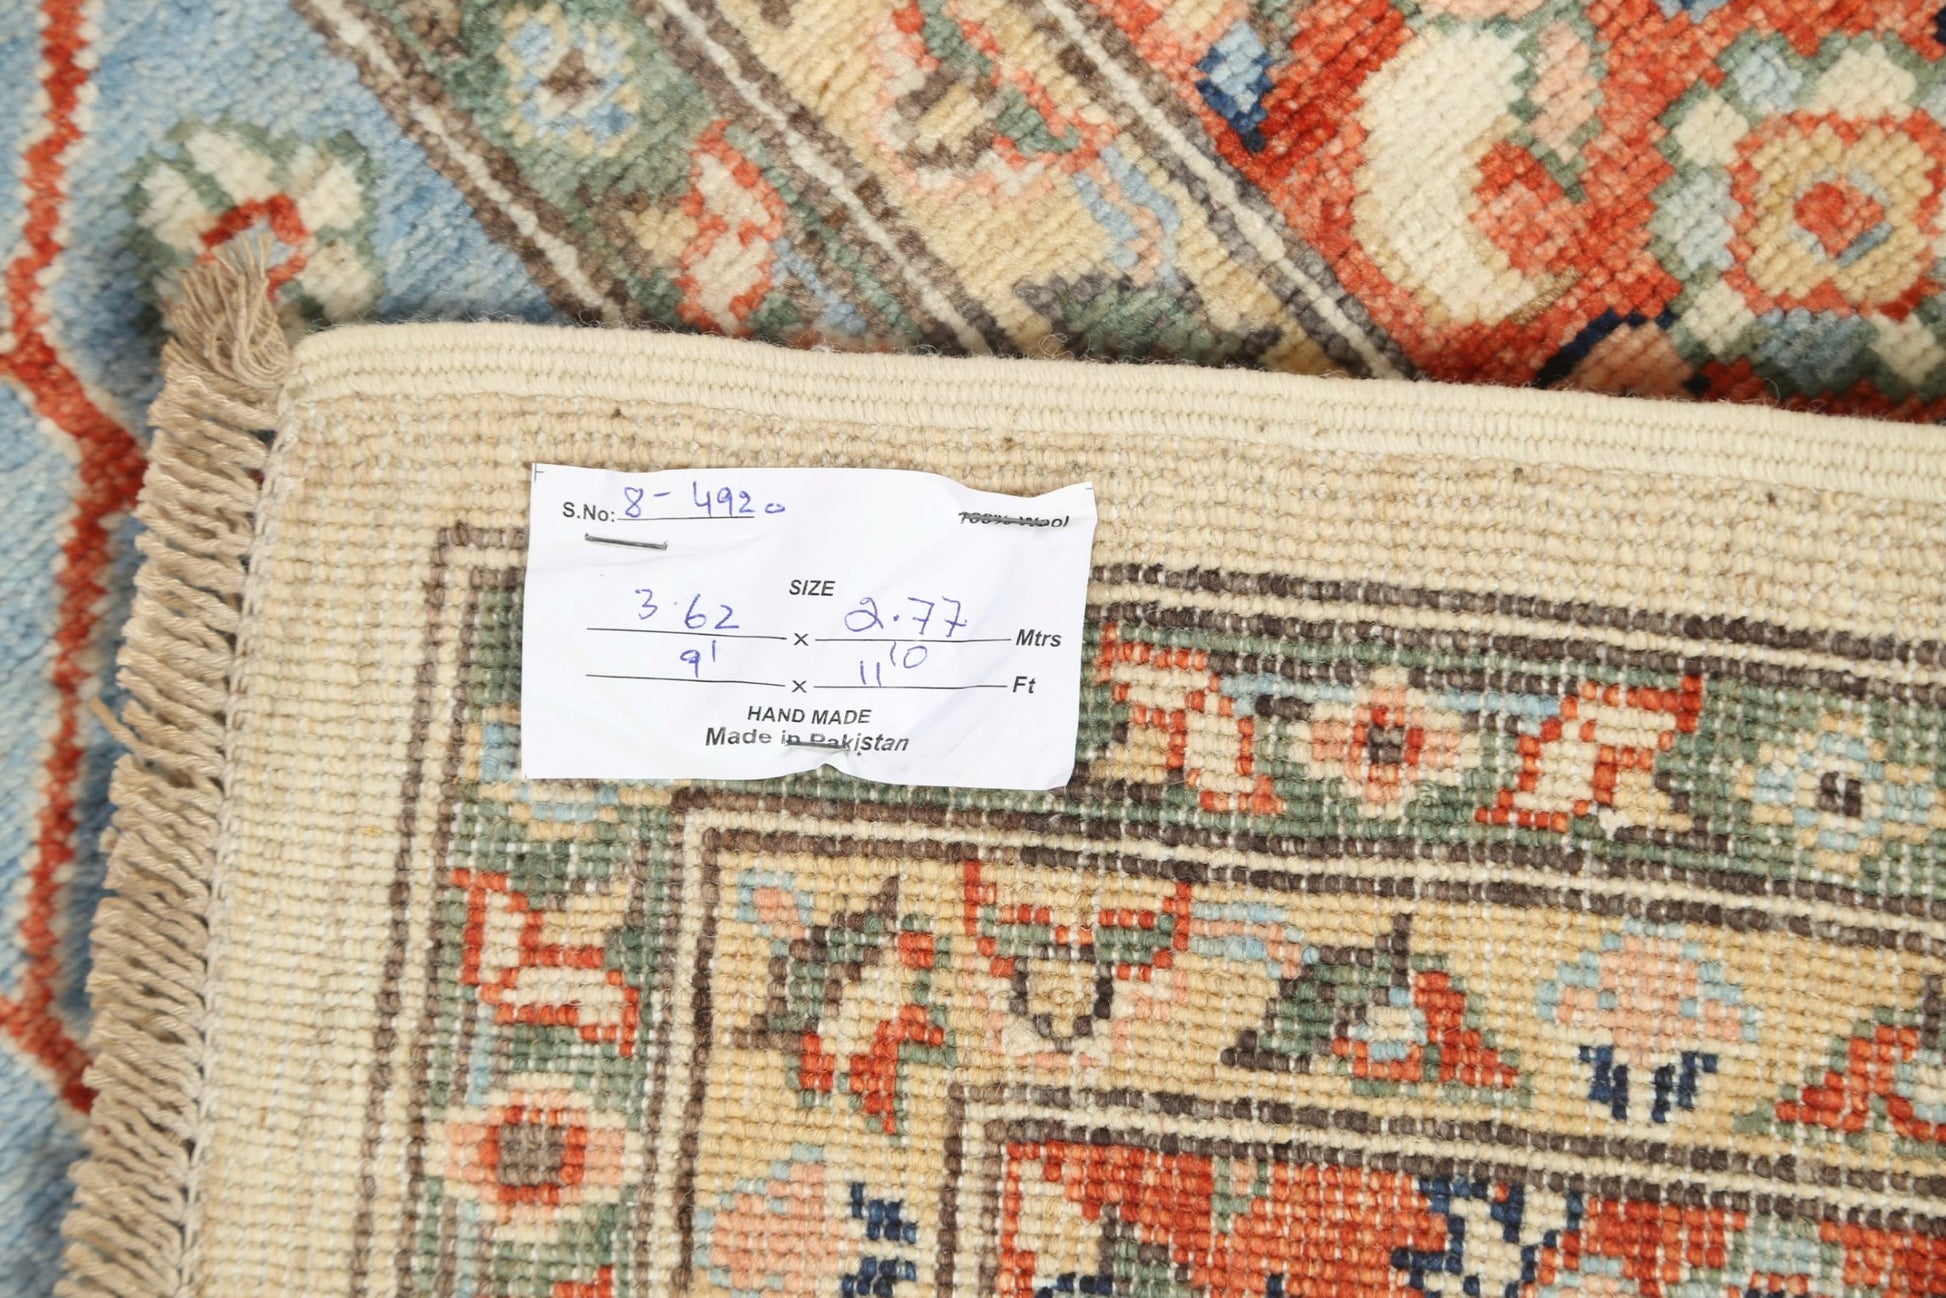 S.No: 8-4920
100% Wool
SIZE
3.62 x 2.77 Mtrs
9' x 11'10 Ft
HAND MADE
Made in Pakistan